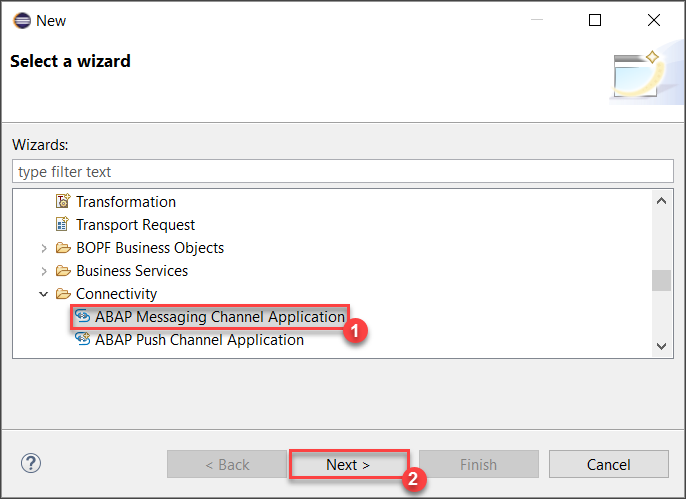 New
Select a wizard
Wizards:
type filter text
Transformation
Transport Request
BOPF Business Objects
Business Services
Connectivity
ABAP Messaging Channel Application
1
ABAP Push Channel Application
?
< Back
Next >
2
Finish
Cancel